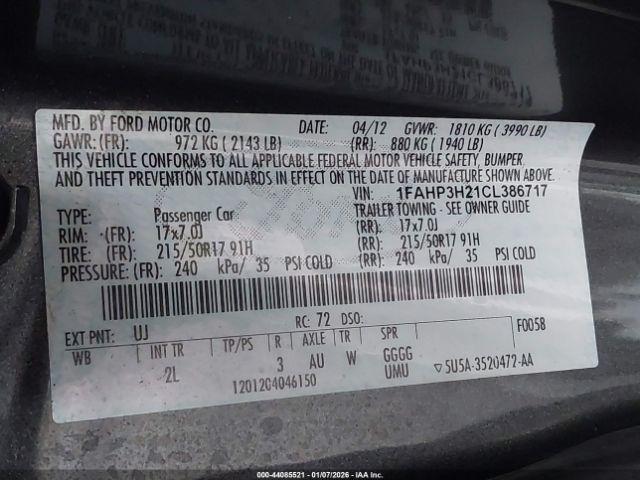 MFD. BY FORD MOTOR CO. DATE: 04/12 GVWR: 1810 KG ( 3990 LB)
GAWR: (FR): 972 KG ( 2143 LB) (RR): 880 KG ( 1940 LB)
THIS VEHICLE CONFORMS TO ALL APPLICABLE FEDERAL MOTOR VEHICLE SAFETY, BUMPER,
AND THEFT PREVENTION STANDARDS IN EFFECT ON THE DATE OF MANUFACTURE SHOWN ABOVE.
VIN: 1FAHP3H21CL386717
TYPE: Passenger Car TRAILER TOWING - SEE OWNER GUIDE
RIM: (FR): 17x7.0J (RR): 17x7.0J
TIRE: (FR): 215/50R17 91H (RR): 215/50R17 91H
PRESSURE: (FR): 240 kPa/ 35 PSI COLD (RR): 240 kPa/ 35 PSI COLD
EXT PNT: UJ RC: 72 DSO: F0058
WB INT TR TP/PS R AXLE TR SPR
2L 3 AU W GGGG
UMU ▽5U5A-3520472-AA
1201204046150
000-44085521 - 01/07/2026 - IAA Inc.